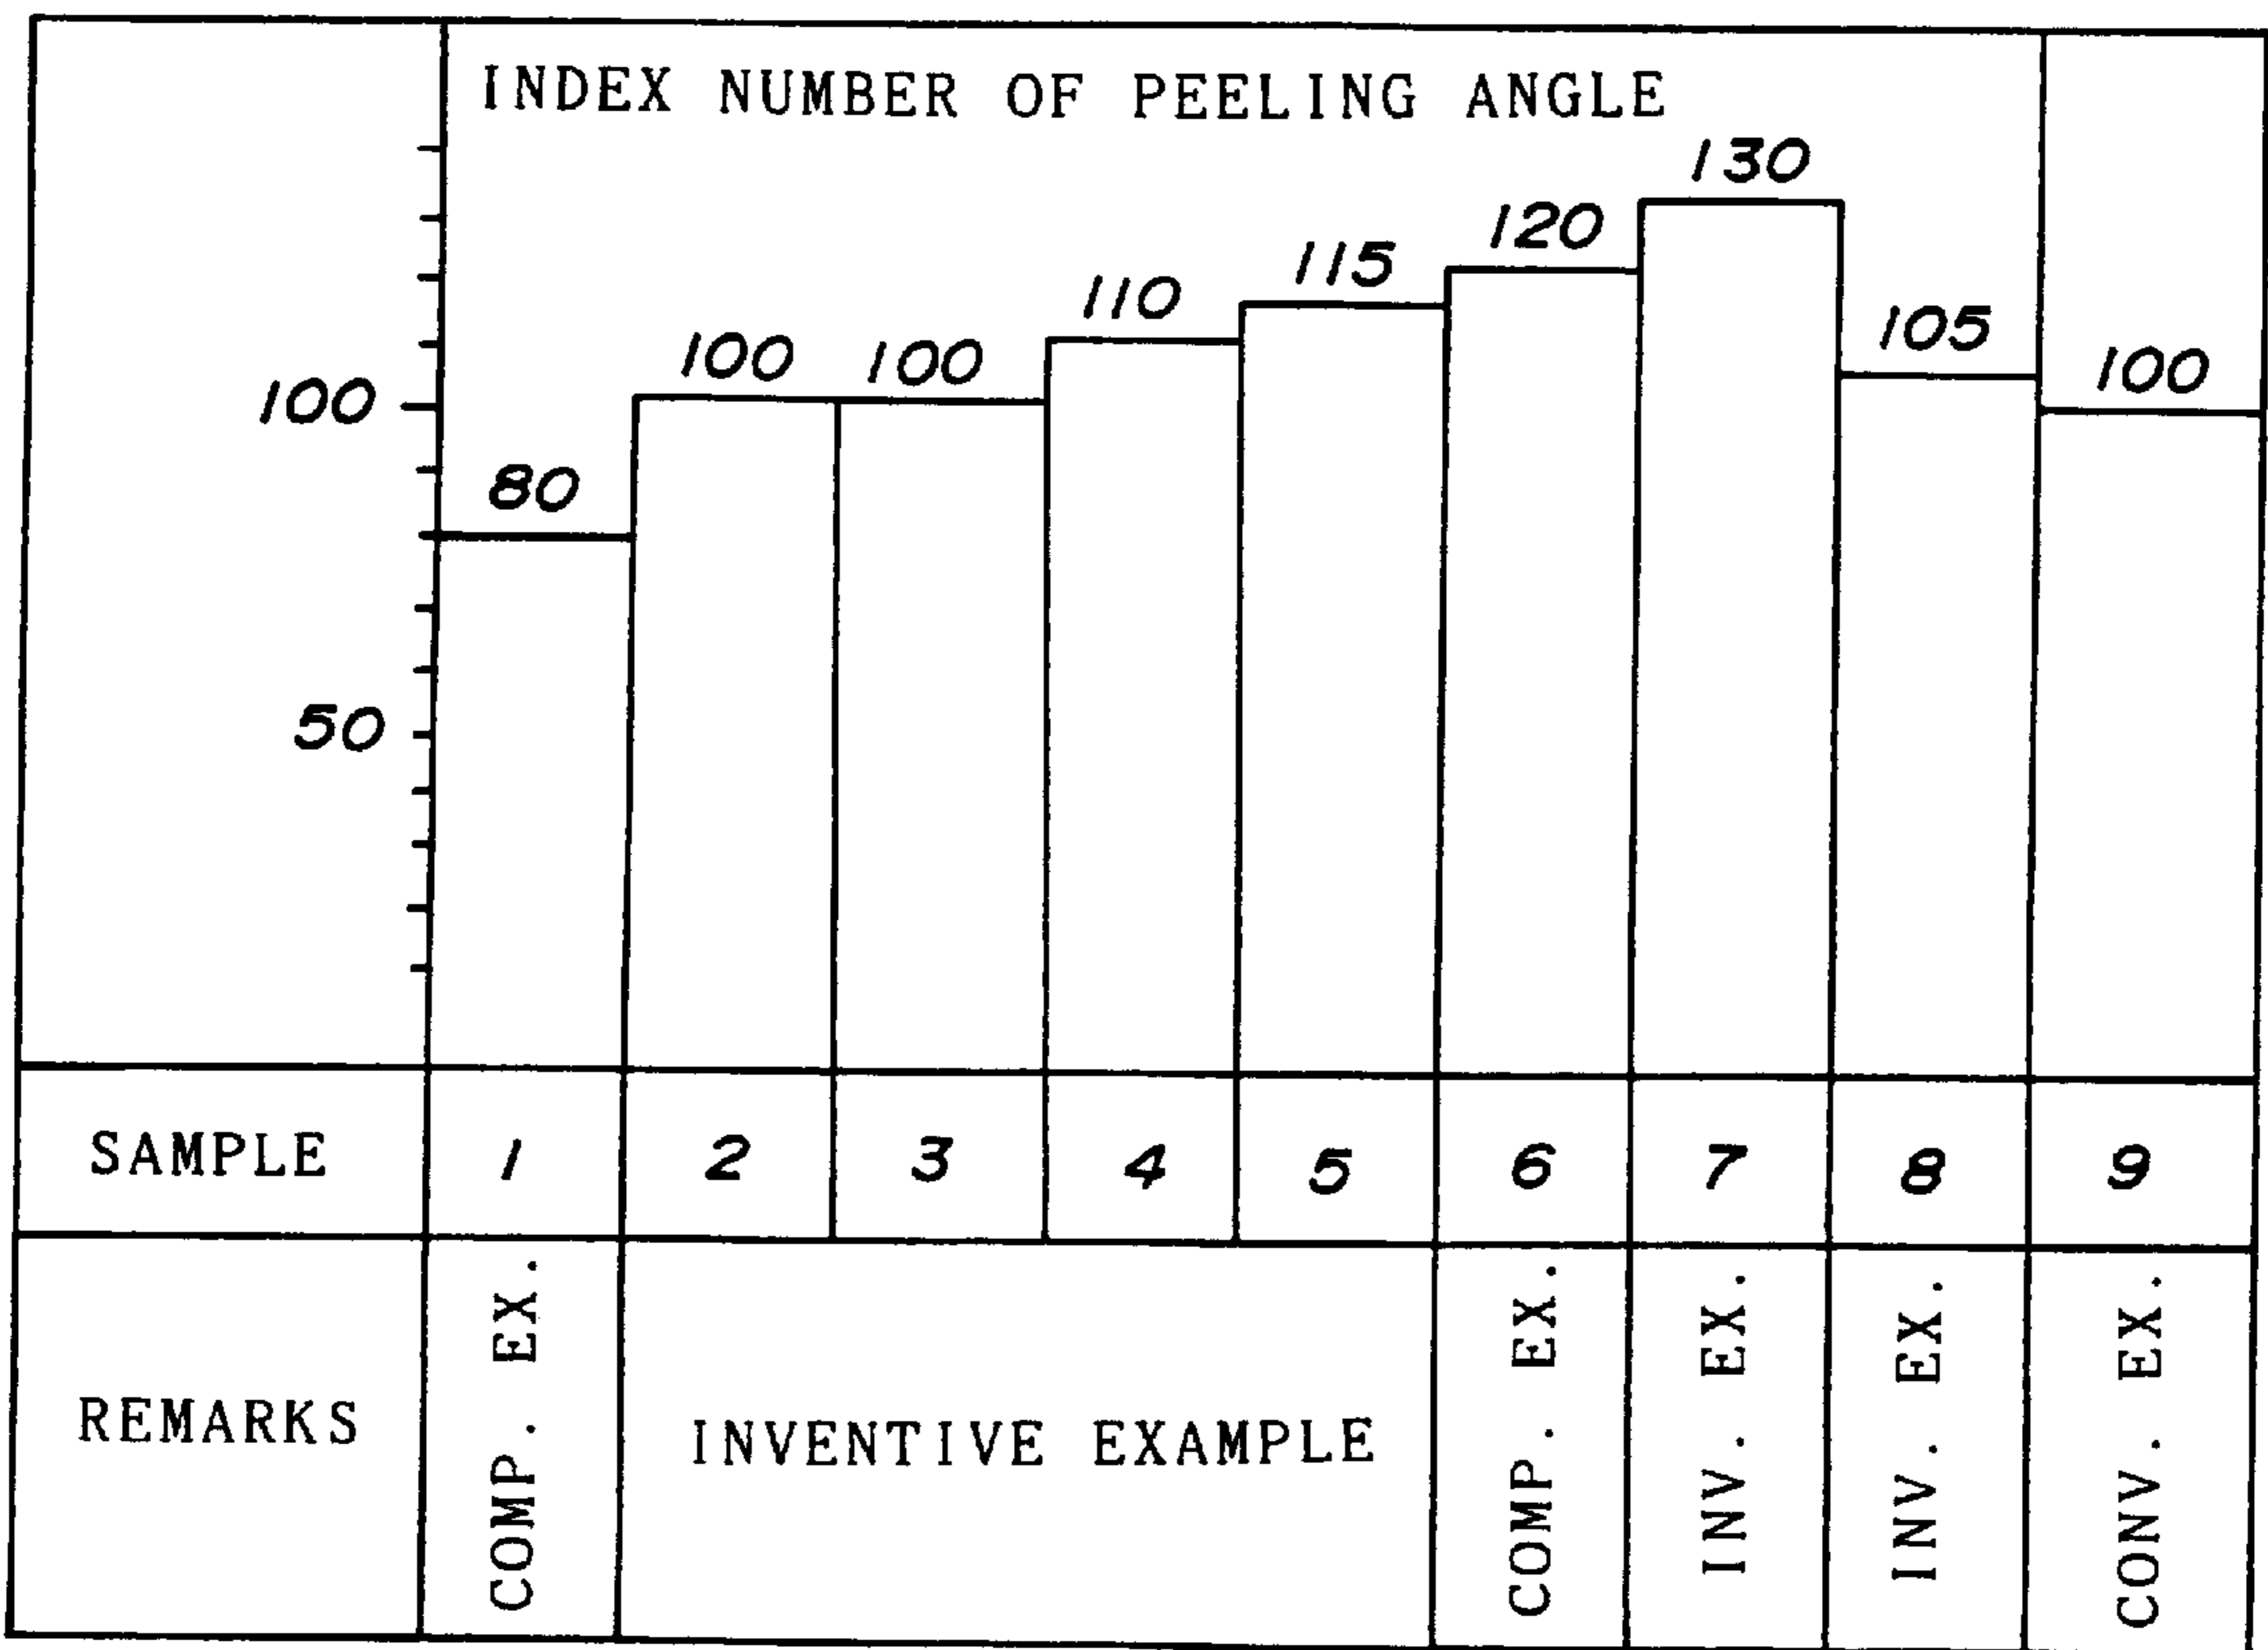 INDEX NUMBER OF PEELING ANGLE
130
120
115
110
105
100 100
100
100
80
50
SAMPLE 1 2 3 4 5 6 7 8 9
REMARKS
COMP. EX.
INVENTIVE EXAMPLE
COMP. EX.
INV. EX.
INV. EX.
CONV. EX.